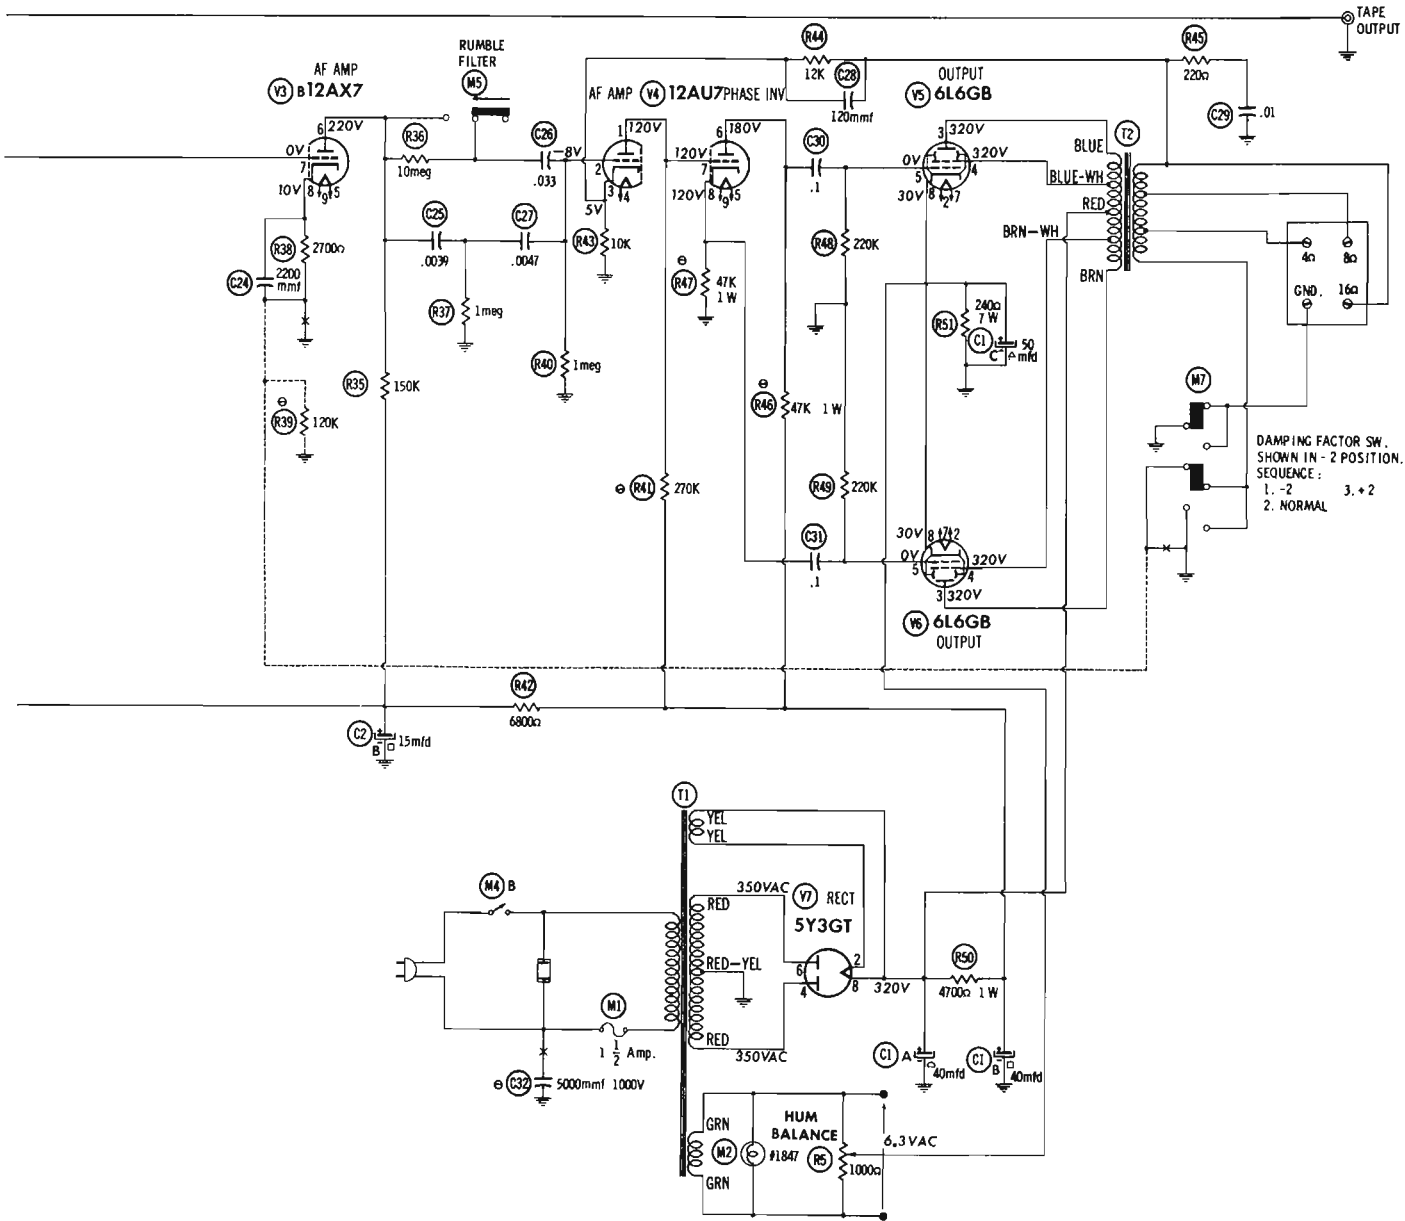 TAPE
OUTPUT
R44
12K
C28
120mmf
R45
220Ω
C29
.01
RUMBLE
FILTER
M5
AF AMP
V3 B 12AX7
6 220V
0V
7
10V
8 9 5
R36
10meg
C26
.033
-8V
AF AMP V4 12AU7 PHASE INV
1 120V
2
3 4
5V
6 180V
120V
7
120V
8 9 5
OUTPUT
V5 6L6GB
3 320V
0V
5
320V
4
30V
8 2 7
C30
.1
T2
BLUE
BLUE-WH
RED
BRN-WH
BRN
4Ω
8Ω
GND.
16Ω
C24
2200
mmf
R38
2700Ω
C25
.0039
C27
.0047
R37
1meg
R43
10K
R47
⊖
47K
1 W
R48
220K
R51
240Ω
7 W
C1
C
50
mfd
R40
1meg
R35
150K
R39
⊖
120K
R46
⊖
47K 1 W
R41
⊖
270K
R49
220K
C31
.1
M7
DAMPING FACTOR SW.
SHOWN IN - 2 POSITION.
SEQUENCE :
1. -2 3. + 2
2. NORMAL
30V
8 7 2
0V
5
320V
4
3 320V
V6 6L6GB
OUTPUT
R42
6800Ω
C2
B
15mfd
T1
YEL
YEL
M4 B
350VAC
RED
V7 RECT
5Y3GT
RED-YEL
6
4
2
8
320V
R50
4700Ω 1 W
RED
350VAC
M1
1 1/2 Amp.
⊖ C32 5000mmf 1000V
C1 A
40mfd
C1 B
40mfd
GRN
GRN
M2
#1847
HUM
BALANCE
R5
1000Ω
6.3VAC